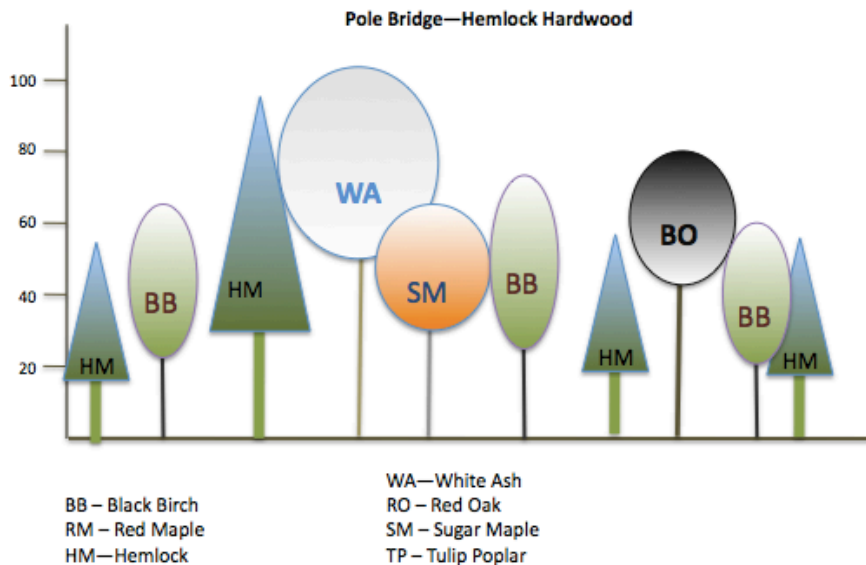 Pole Bridge—Hemlock Hardwood
100
80
60
40
20
HM
BB
HM
WA
SM
BB
HM
BO
BB
HM
BB – Black Birch
RM – Red Maple
HM—Hemlock
WA—White Ash
RO – Red Oak
SM – Sugar Maple
TP – Tulip Poplar